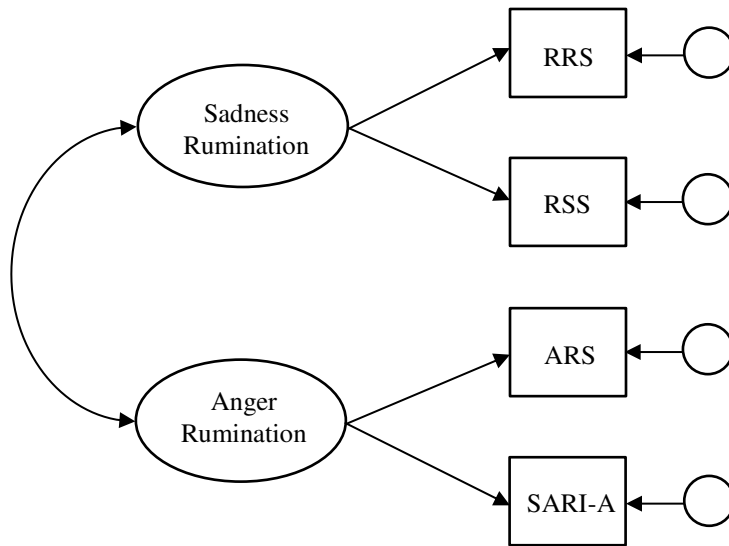 RRS
Sadness
Rumination
RSS
ARS
Anger
Rumination
SARI-A